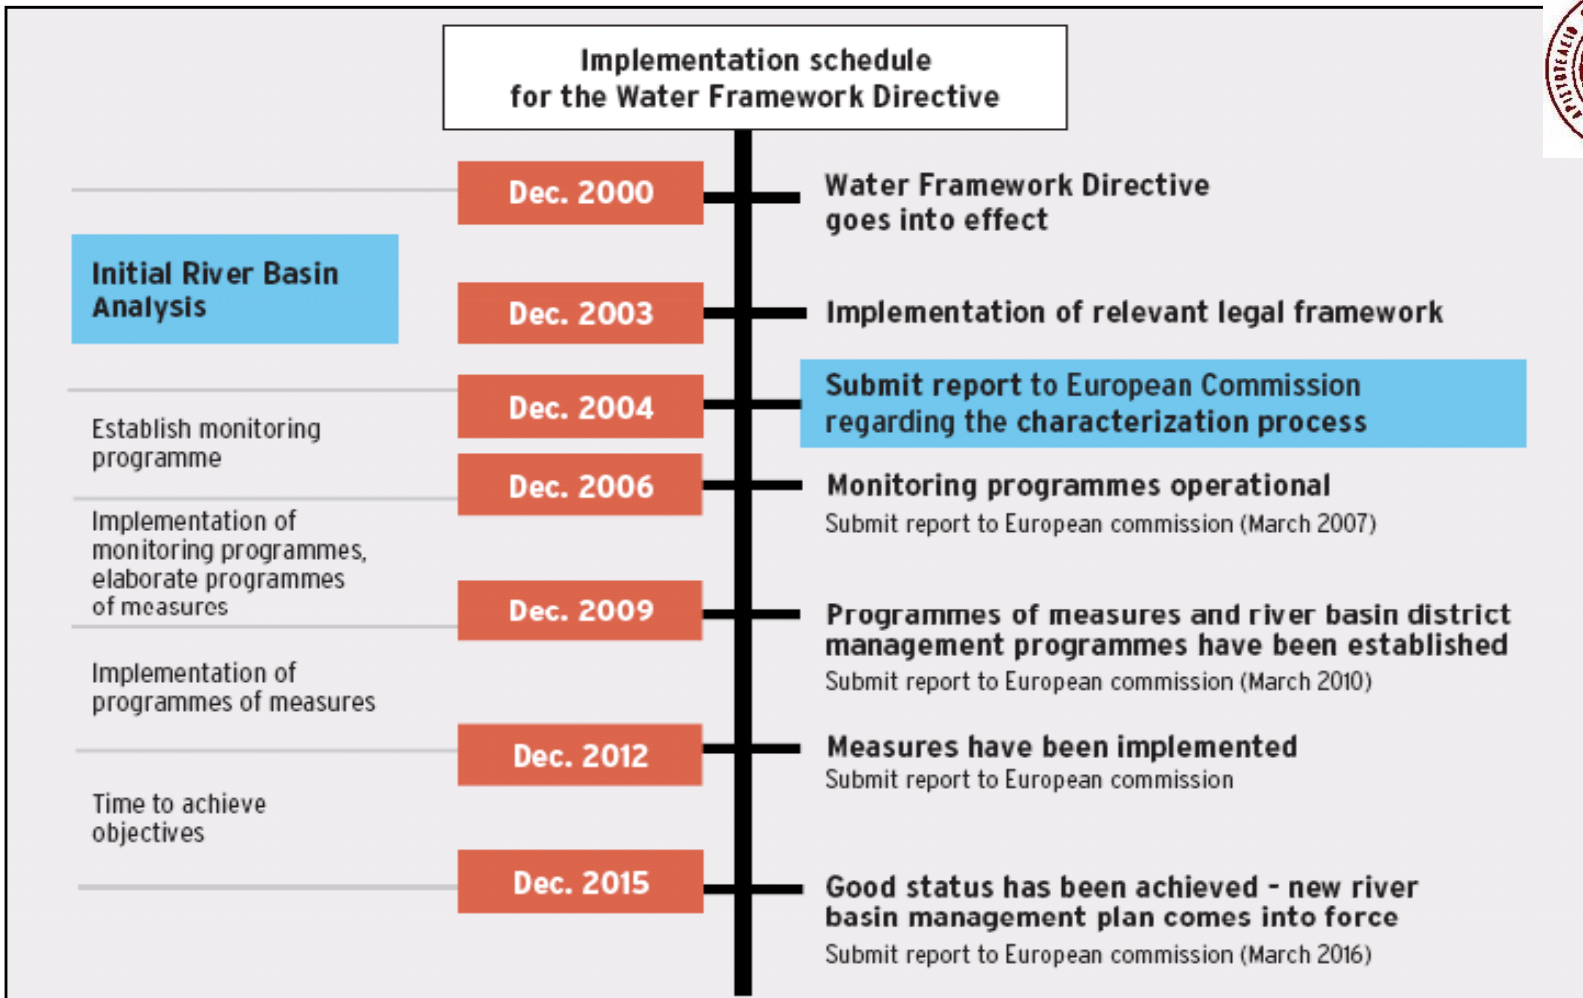 Implementation schedule
for the Water Framework Directive
Dec. 2000
Water Framework Directive
goes into effect
Initial River Basin
Analysis
Dec. 2003
Implementation of relevant legal framework
Dec. 2004
Submit report to European Commission
regarding the characterization process
Establish monitoring
programme
Dec. 2006
Monitoring programmes operational
Submit report to European commission (March 2007)
Implementation of
monitoring programmes,
elaborate programmes
of measures
Dec. 2009
Programmes of measures and river basin district
management programmes have been established
Submit report to European commission (March 2010)
Implementation of
programmes of measures
Dec. 2012
Measures have been implemented
Submit report to European commission
Time to achieve
objectives
Dec. 2015
Good status has been achieved - new river
basin management plan comes into force
Submit report to European commission (March 2016)